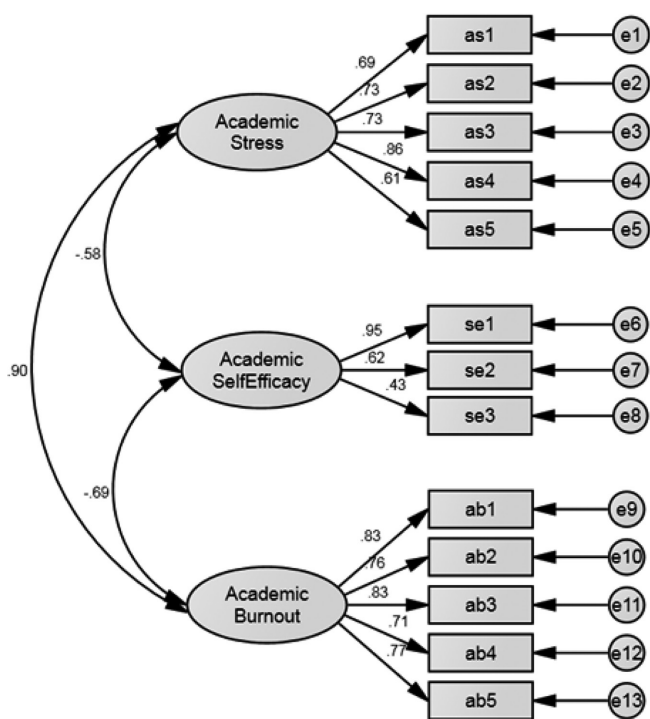 as1
e1
.69
as2
e2
.73
Academic
Stress
.73
as3
e3
.86
as4
e4
.61
as5
e5
-.58
.95
se1
e6
.62
Academic
SelfEfficacy
se2
e7
.43
se3
e8
.90
-.69
.83
ab1
e9
.76
ab2
e10
Academic
Burnout
.83
ab3
e11
.71
ab4
e12
.77
ab5
e13